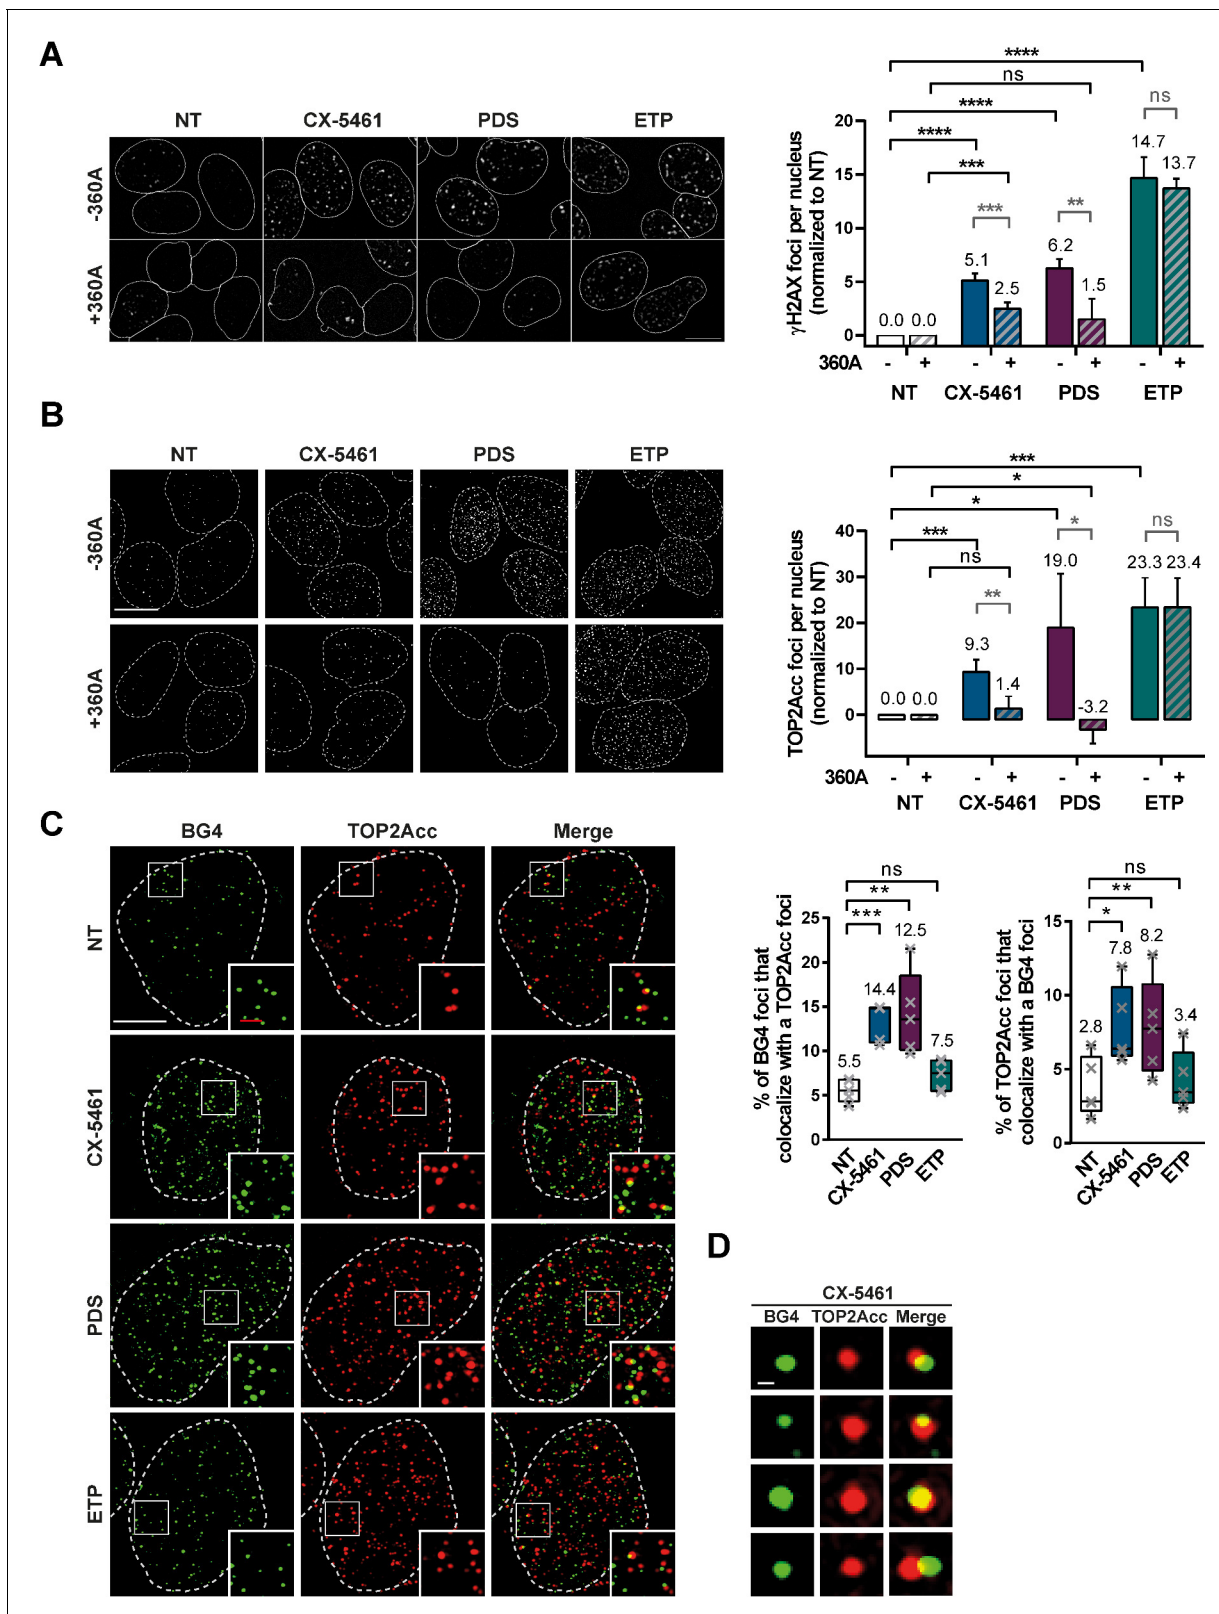 A
NT CX-5461 PDS ETP
-360A
+360A
γH2AX foci per nucleus
(normalized to NT)
20
15
10
5
0
****
ns
****
ns
****
***
***
**
0.0 0.0
5.1
2.5
6.2
1.5
14.7
13.7
360A - + - + - + - +
NT CX-5461 PDS ETP
B
NT CX-5461 PDS ETP
-360A
+360A
TOP2Acc foci per nucleus
(normalized to NT)
40
30
20
10
0
***
*
*
*
ns
***
ns
**
0.0 0.0
9.3
1.4
19.0
-3.2
23.3 23.4
360A - + - + - + - +
NT CX-5461 PDS ETP
C
BG4 TOP2Acc Merge
NT
CX-5461
PDS
ETP
% of BG4 foci that
colocalize with a TOP2Acc foci
25
20
15
10
5
0
ns
**
***
5.5
14.4
12.5
7.5
NT
CX-5461
PDS
ETP
% of TOP2Acc foci that
colocalize with a BG4 foci
15
10
5
0
ns
**
*
2.8
7.8
8.2
3.4
NT
CX-5461
PDS
ETP
D
CX-5461
BG4 TOP2Acc Merge